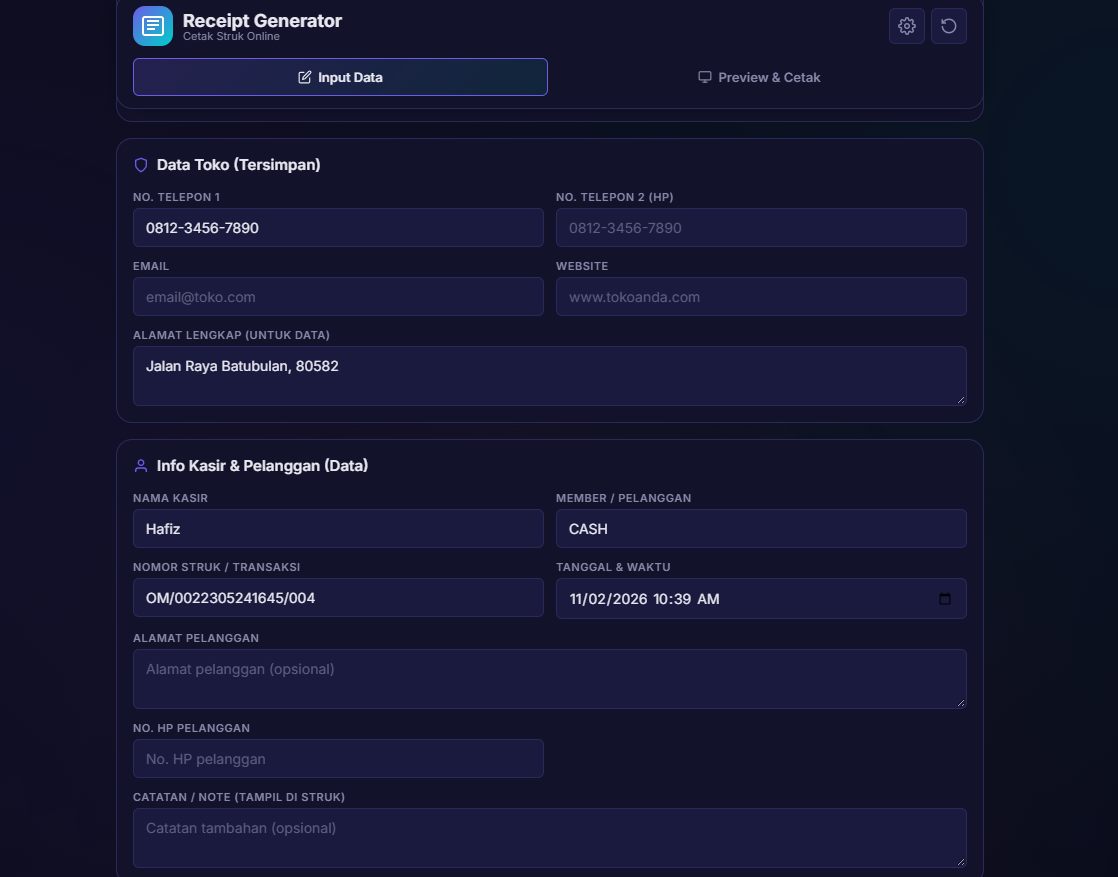 Receipt Generator
Cetak Struk Online
Input Data
Preview & Cetak
Data Toko (Tersimpan)
NO. TELEPON 1
NO. TELEPON 2 (HP)
0812-3456-7890
0812-3456-7890
EMAIL
WEBSITE
email@toko.com
www.tokoanda.com
ALAMAT LENGKAP (UNTUK DATA)
Jalan Raya Batubulan, 80582
Info Kasir & Pelanggan (Data)
NAMA KASIR
MEMBER / PELANGGAN
Hafiz
CASH
NOMOR STRUK / TRANSAKSI
TANGGAL & WAKTU
OM/0022305241645/004
11/02/2026 10:39 AM
ALAMAT PELANGGAN
Alamat pelanggan (opsional)
NO. HP PELANGGAN
No. HP pelanggan
CATATAN / NOTE (TAMPIL DI STRUK)
Catatan tambahan (opsional)